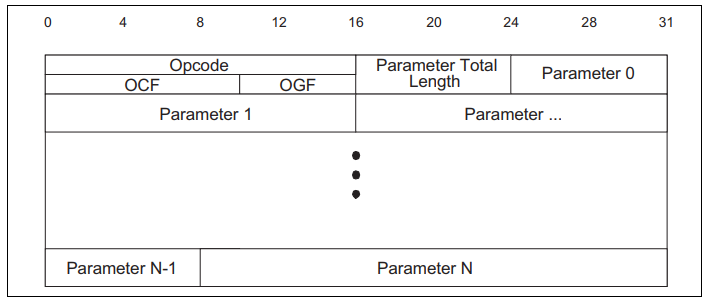 0 4 8 12 16 20 24 28 31
Opcode
OCF OGF
Parameter Total
Length
Parameter 0
Parameter 1 Parameter ...
Parameter N-1 Parameter N